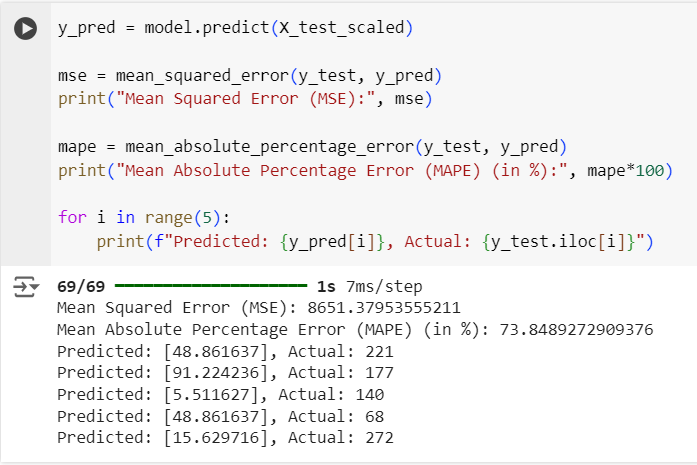 y_pred = model.predict(X_test_scaled)
mse = mean_squared_error(y_test, y_pred)
print("Mean Squared Error (MSE):", mse)
mape = mean_absolute_percentage_error(y_test, y_pred)
print("Mean Absolute Percentage Error (MAPE) (in %):", mape*100)
for i in range(5):
    print(f"Predicted: {y_pred[i]}, Actual: {y_test.iloc[i]}")
69/69 ━━━━━━━━━━━━━━━━━━━━ 1s 7ms/step
Mean Squared Error (MSE): 8651.37953555211
Mean Absolute Percentage Error (MAPE) (in %): 73.8489272909376
Predicted: [48.861637], Actual: 221
Predicted: [91.224236], Actual: 177
Predicted: [5.511627], Actual: 140
Predicted: [48.861637], Actual: 68
Predicted: [15.629716], Actual: 272